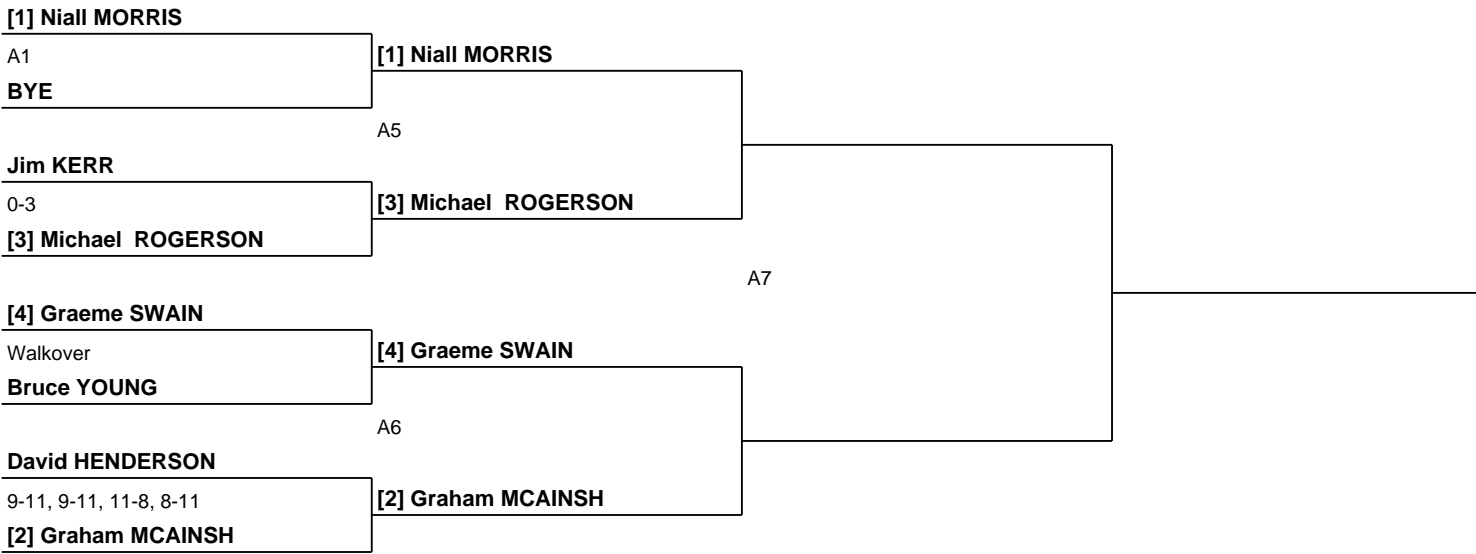 [1] Niall MORRIS
A1
BYE
[1] Niall MORRIS
A5
Jim KERR
0-3
[3] Michael  ROGERSON
[3] Michael  ROGERSON
A7
[4] Graeme SWAIN
Walkover
Bruce YOUNG
[4] Graeme SWAIN
A6
David HENDERSON
9-11, 9-11, 11-8, 8-11
[2] Graham MCAINSH
[2] Graham MCAINSH